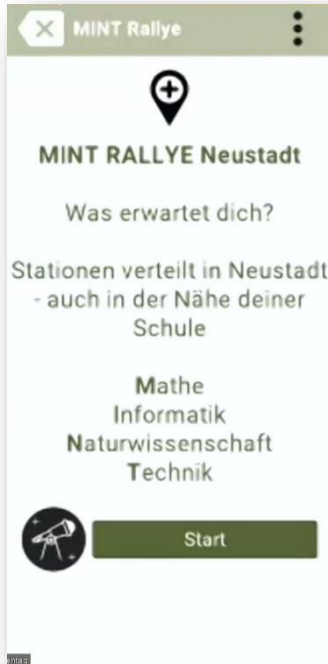 MINT Rallye
MINT RALLYE Neustadt
Was erwartet dich?
Stationen verteilt in Neustadt
- auch in der Nähe deiner
Schule
Mathe
Informatik
Naturwissenschaft
Technik
Start